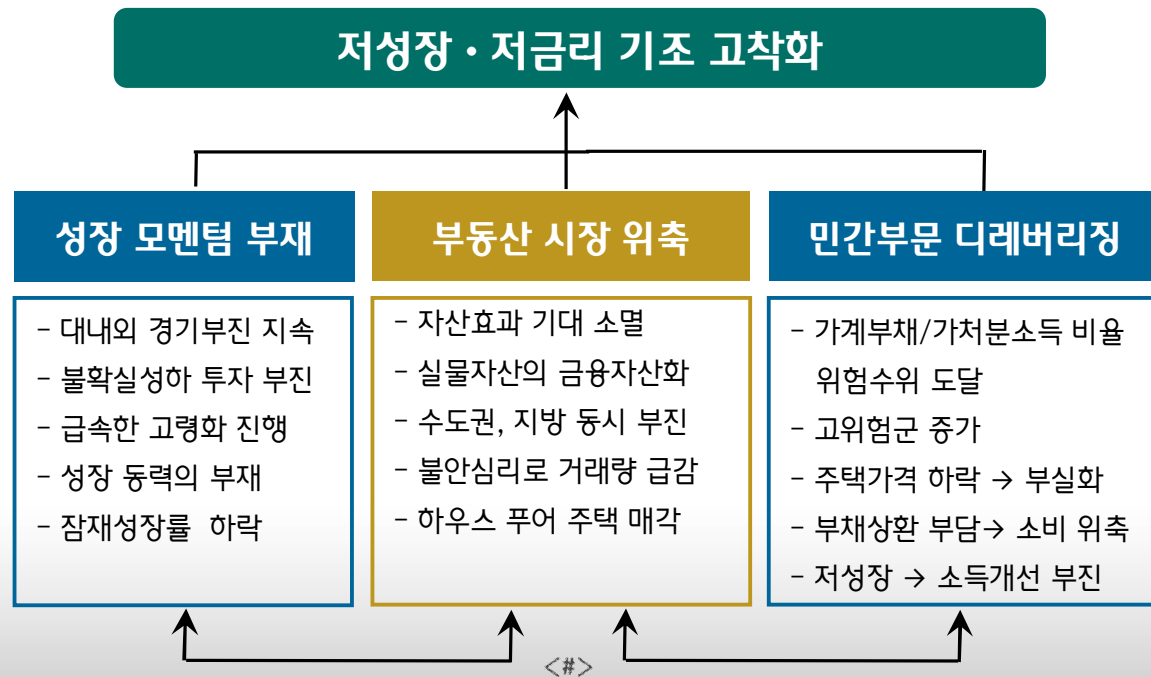 저성장 · 저금리 기조 고착화
성장 모멘텀 부재
- 대내외 경기부진 지속
- 불확실성하 투자 부진
- 급속한 고령화 진행
- 성장 동력의 부재
- 잠재성장률 하락
부동산 시장 위축
- 자산효과 기대 소멸
- 실물자산의 금융자산화
- 수도권, 지방 동시 부진
- 불안심리로 거래량 급감
- 하우스 푸어 주택 매각
민간부문 디레버리징
- 가계부채/가처분소득 비율
위험수위 도달
- 고위험군 증가
- 주택가격 하락 → 부실화
- 부채상환 부담→ 소비 위축
- 저성장 → 소득개선 부진
<#>